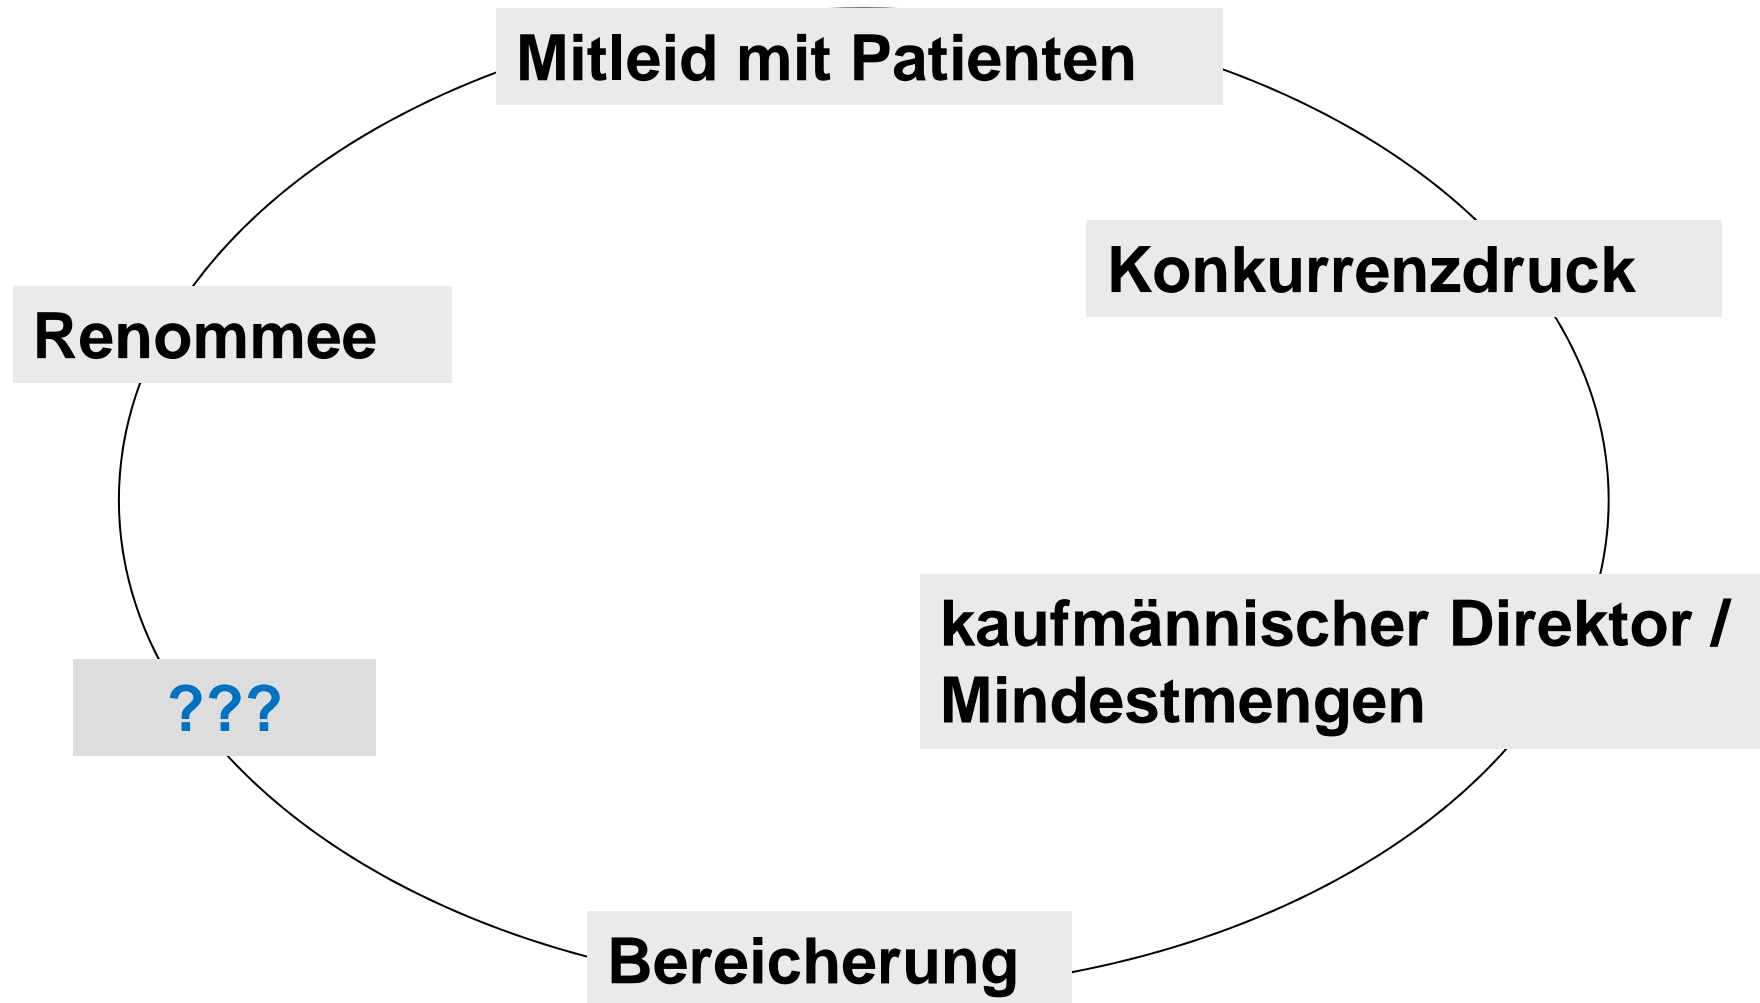 Mitleid mit Patienten
Konkurrenzdruck
Renommee
kaufmännischer Direktor /
Mindestmengen
???
Bereicherung